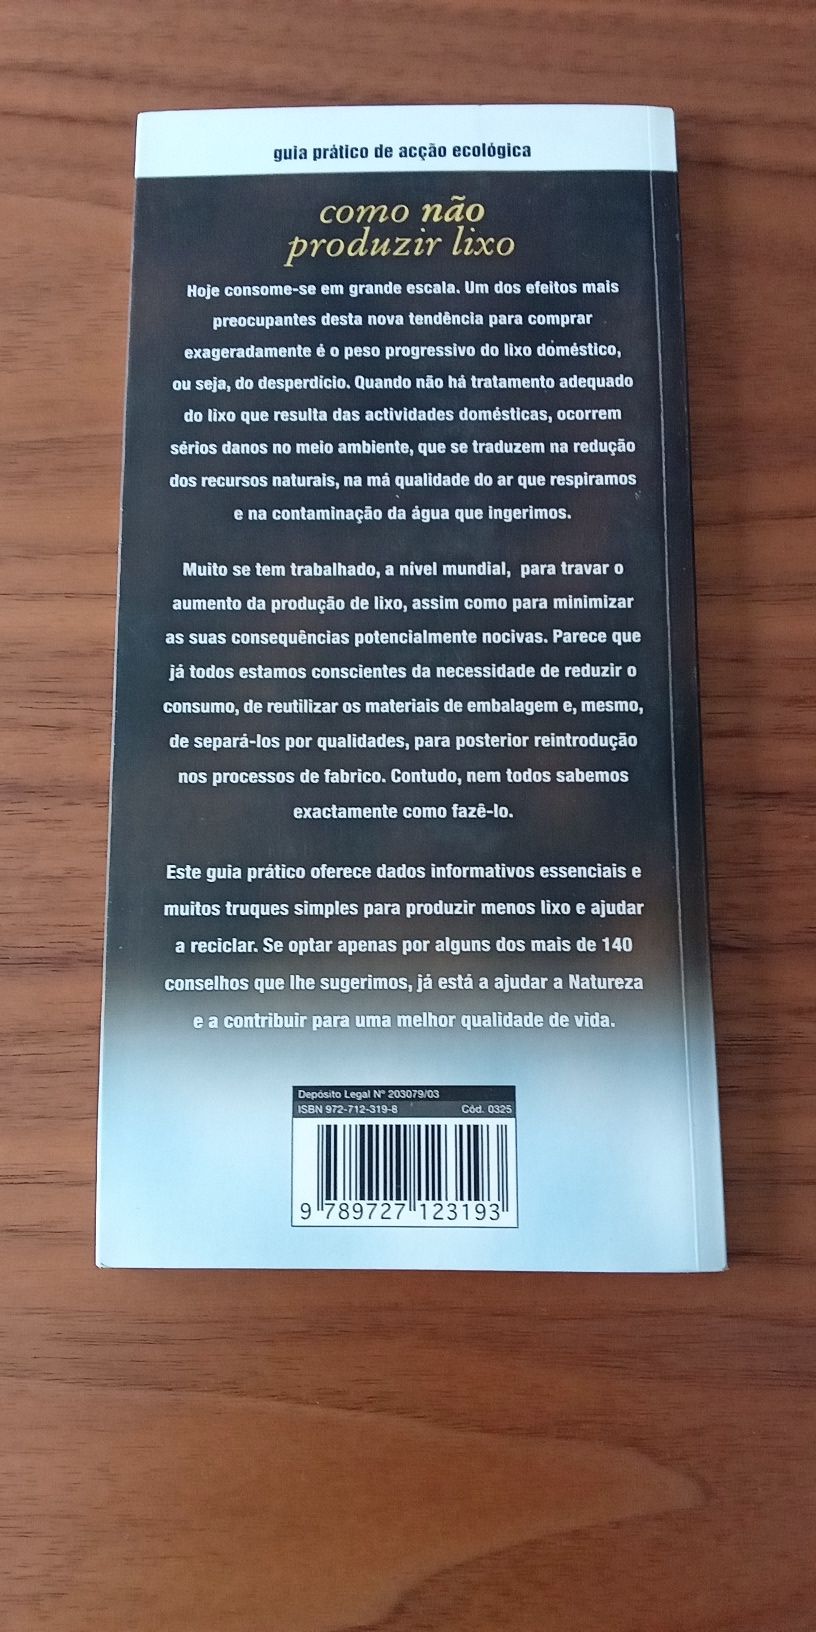 guia prático de acção ecológica
como não
produzir lixo
Hoje consome-se em grande escala. Um dos efeitos mais
preocupantes desta nova tendência para comprar
exageradamente é o peso progressivo do lixo doméstico,
ou seja, do desperdício. Quando não há tratamento adequado
do lixo que resulta das actividades domésticas, ocorrem
sérios danos no meio ambiente, que se traduzem na redução
dos recursos naturais, na má qualidade do ar que respiramos
e na contaminação da água que ingerimos.
Muito se tem trabalhado, a nível mundial, para travar o
aumento da produção de lixo, assim como para minimizar
as suas consequências potencialmente nocivas. Parece que
já todos estamos conscientes da necessidade de reduzir o
consumo, de reutilizar os materiais de embalagem e, mesmo,
de separá-los por qualidades, para posterior reintrodução
nos processos de fabrico. Contudo, nem todos sabemos
exactamente como fazê-lo.
Este guia prático oferece dados informativos essenciais e
muitos truques simples para produzir menos lixo e ajudar
a reciclar. Se optar apenas por alguns dos mais de 140
conselhos que lhe sugerimos, já está a ajudar a Natureza
e a contribuir para uma melhor qualidade de vida.
Depósito Legal Nº 203079/03
ISBN 972-712-319-8 Cód. 0325
9 789727 123193